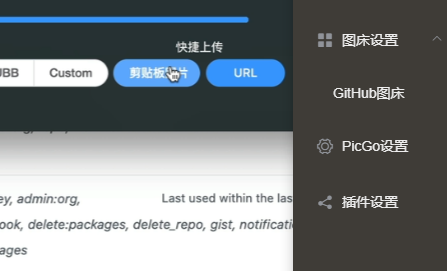 快捷上传
UBB
Custom
剪贴板图片
URL
图床设置
GitHub图床
PicGo设置
插件设置
ey, admin:org,
Last used within the las
ook, delete:packages, delete_repo, gist, notificatio
ages